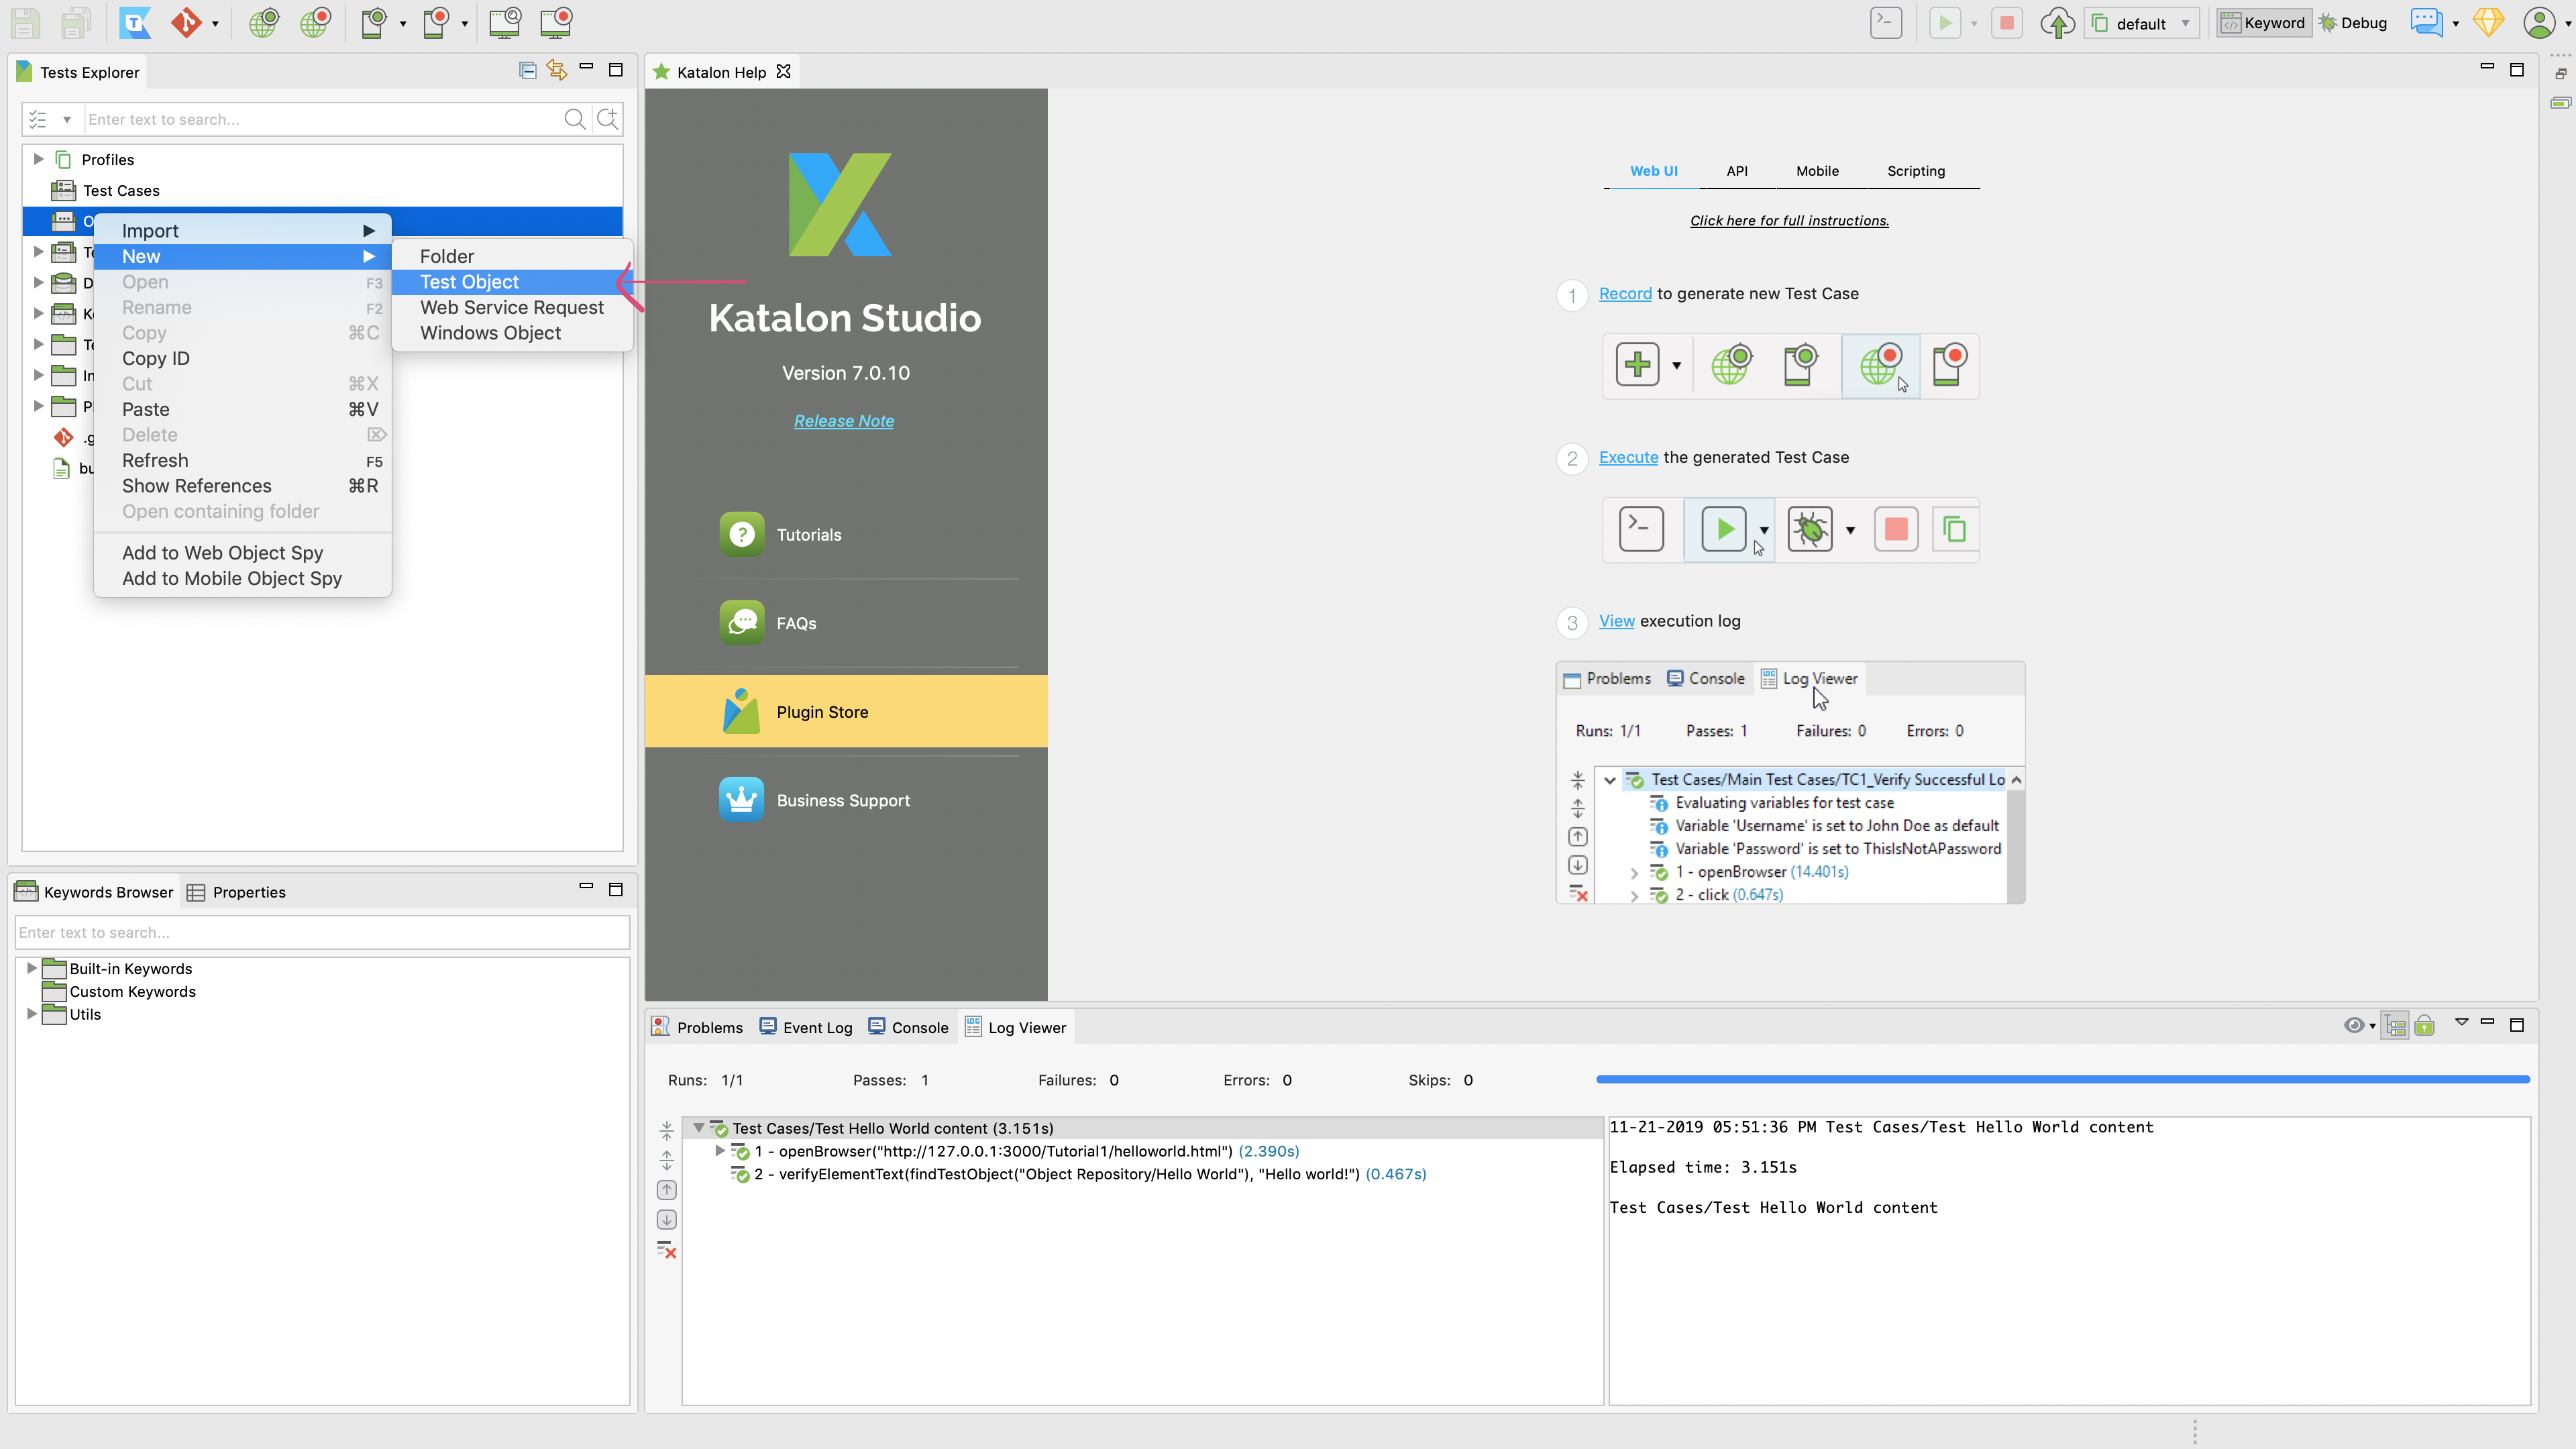 default
Keyword
Debug
Tests Explorer
Enter text to search...
Profiles
Test Cases
Import
New
Open F3
Rename F2
Copy ⌘C
Copy ID
Cut ⌘X
Paste ⌘V
Delete
Refresh F5
Show References ⌘R
Open containing folder
Add to Web Object Spy
Add to Mobile Object Spy
Folder
Test Object
Web Service Request
Windows Object
Keywords Browser
Properties
Enter text to search...
Built-in Keywords
Custom Keywords
Utils
Katalon Help
Katalon Studio
Version 7.0.10
Release Note
Tutorials
FAQs
Plugin Store
Business Support
Web UI API Mobile Scripting
Click here for full instructions.
1 Record to generate new Test Case
2 Execute the generated Test Case
3 View execution log
Problems Console Log Viewer
Runs: 1/1 Passes: 1 Failures: 0 Errors: 0
Test Cases/Main Test Cases/TC1_Verify Successful Lo
Evaluating variables for test case
Variable 'Username' is set to John Doe as default
Variable 'Password' is set to ThisIsNotAPassword
1 - openBrowser (14.401s)
2 - click (0.647s)
Problems Event Log Console Log Viewer
Runs: 1/1 Passes: 1 Failures: 0 Errors: 0 Skips: 0
Test Cases/Test Hello World content (3.151s)
1 - openBrowser("http://127.0.0.1:3000/Tutorial1/helloworld.html") (2.390s)
2 - verifyElementText(findTestObject("Object Repository/Hello World"), "Hello world!") (0.467s)
11-21-2019 05:51:36 PM Test Cases/Test Hello World content
Elapsed time: 3.151s
Test Cases/Test Hello World content